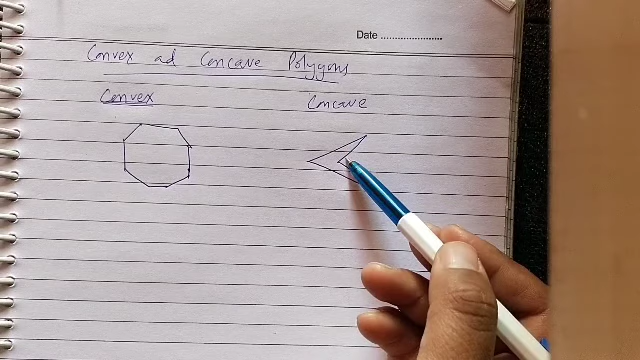 Date ........................
Convex ad Concave Polygons
Convex
Concave